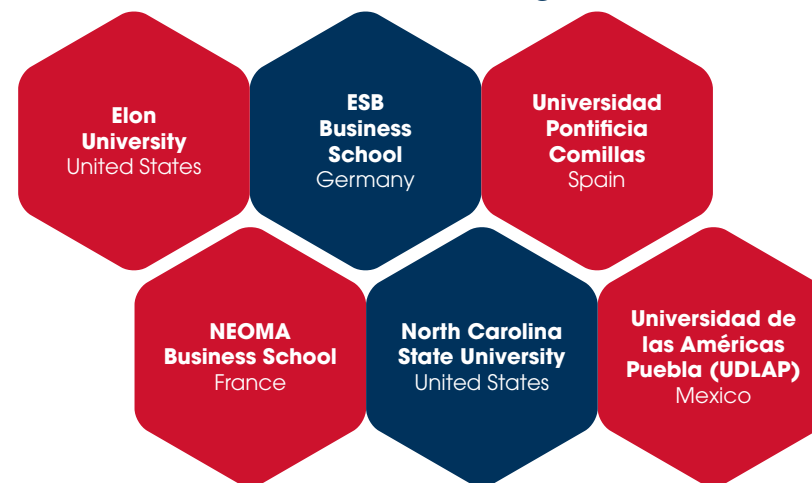 Elon
University
United States
ESB
Business
School
Germany
Universidad
Pontificia
Comillas
Spain
NEOMA
Business School
France
North Carolina
State University
United States
Universidad de
las Américas
Puebla (UDLAP)
Mexico